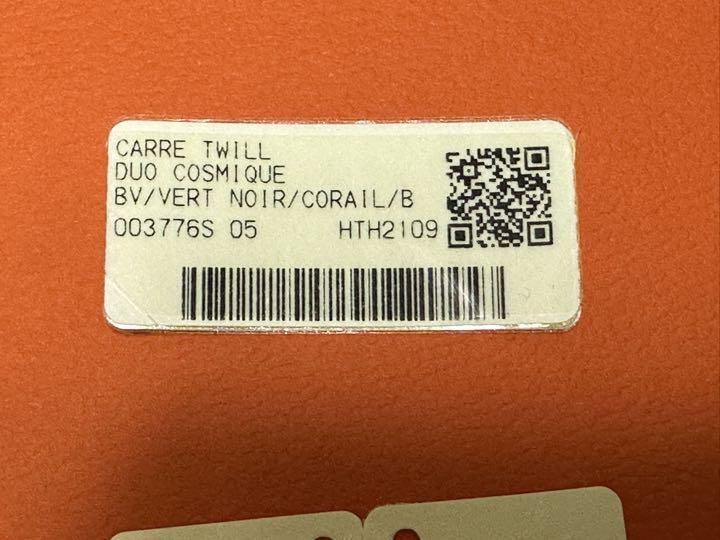 CARRE TWILL
DUO COSMIQUE
BV/VERT NOIR/CORAIL/B
003776S 05 HTH2109